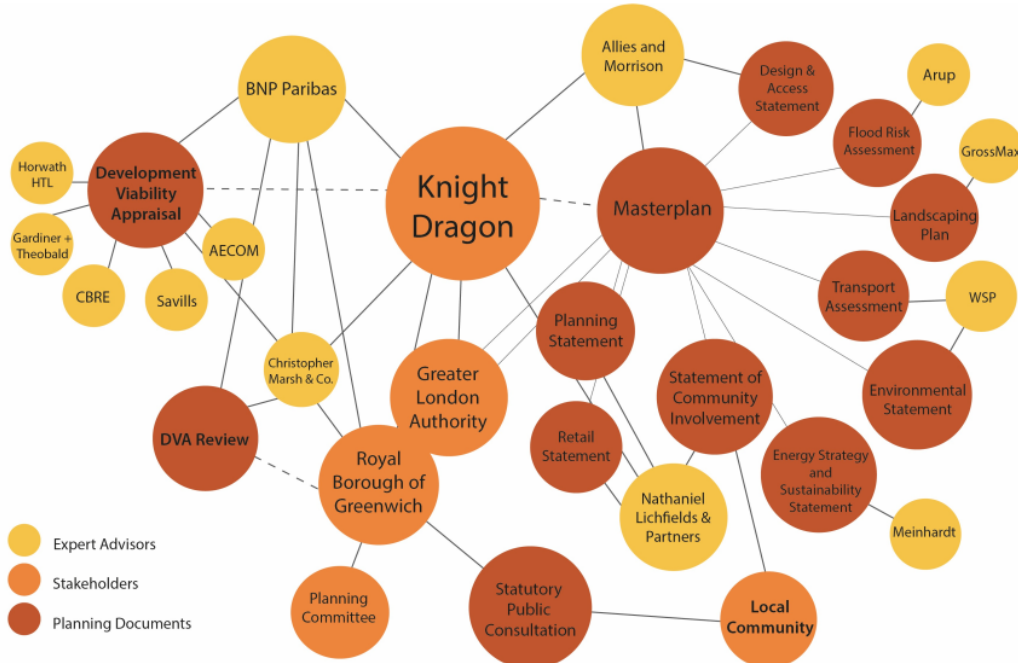 BNP Paribas
Allies and
Morrison
Design &
Access
Statement
Arup
Flood Risk
Assessment
GrossMax
Horwath
HTL
Development
Viability
Appraisal
Knight
Dragon
Masterplan
Landscaping
Plan
Gardiner +
Theobald
AECOM
CBRE
Savills
Transport
Assessment
WSP
Planning
Statement
Christopher
Marsh & Co.
Greater
London
Authority
Statement of
Community
Involvement
Environmental
Statement
DVA Review
Retail
Statement
Royal
Borough of
Greenwich
Energy Strategy
and
Sustainability
Statement
Nathaniel
Lichfields &
Partners
Meinhardt
Expert Advisors
Stakeholders
Planning Documents
Planning
Committee
Statutory
Public
Consultation
Local
Community